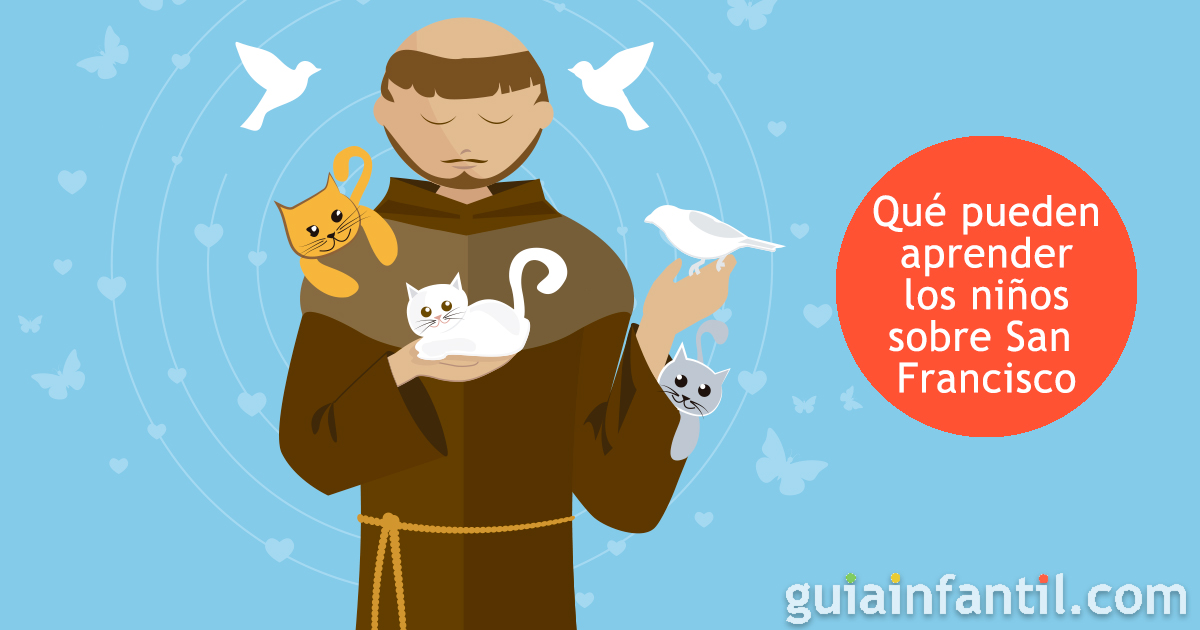 Qué pueden
aprender
los niños
sobre San
Francisco
guiainfantil.com